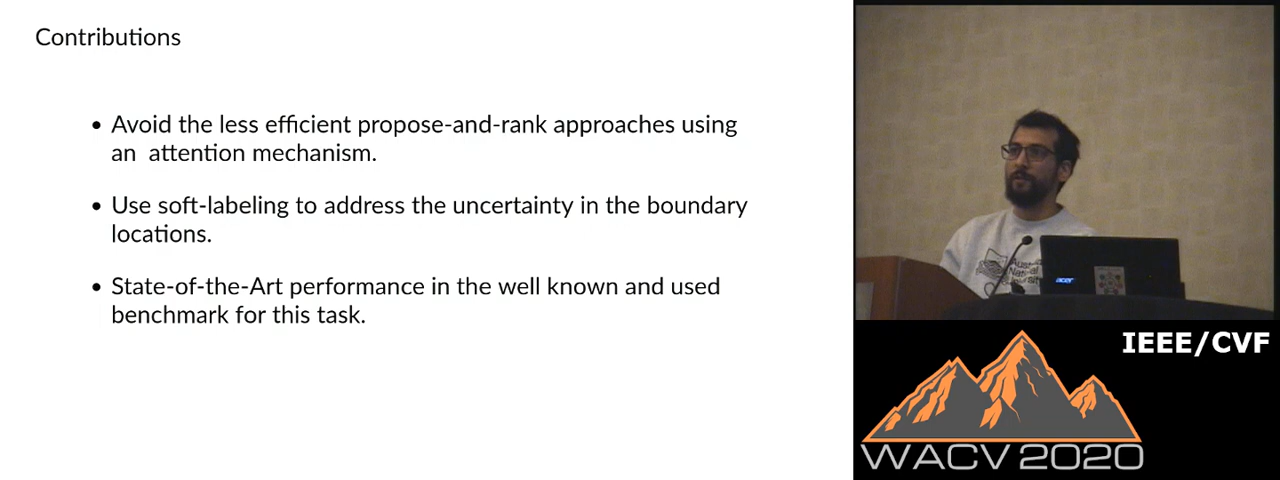 Contributions
• Avoid the less efficient propose-and-rank approaches using
an attention mechanism.
• Use soft-labeling to address the uncertainty in the boundary
locations.
• State-of-the-Art performance in the well known and used
benchmark for this task.
acer
IEEE/CVF
WACV 2020